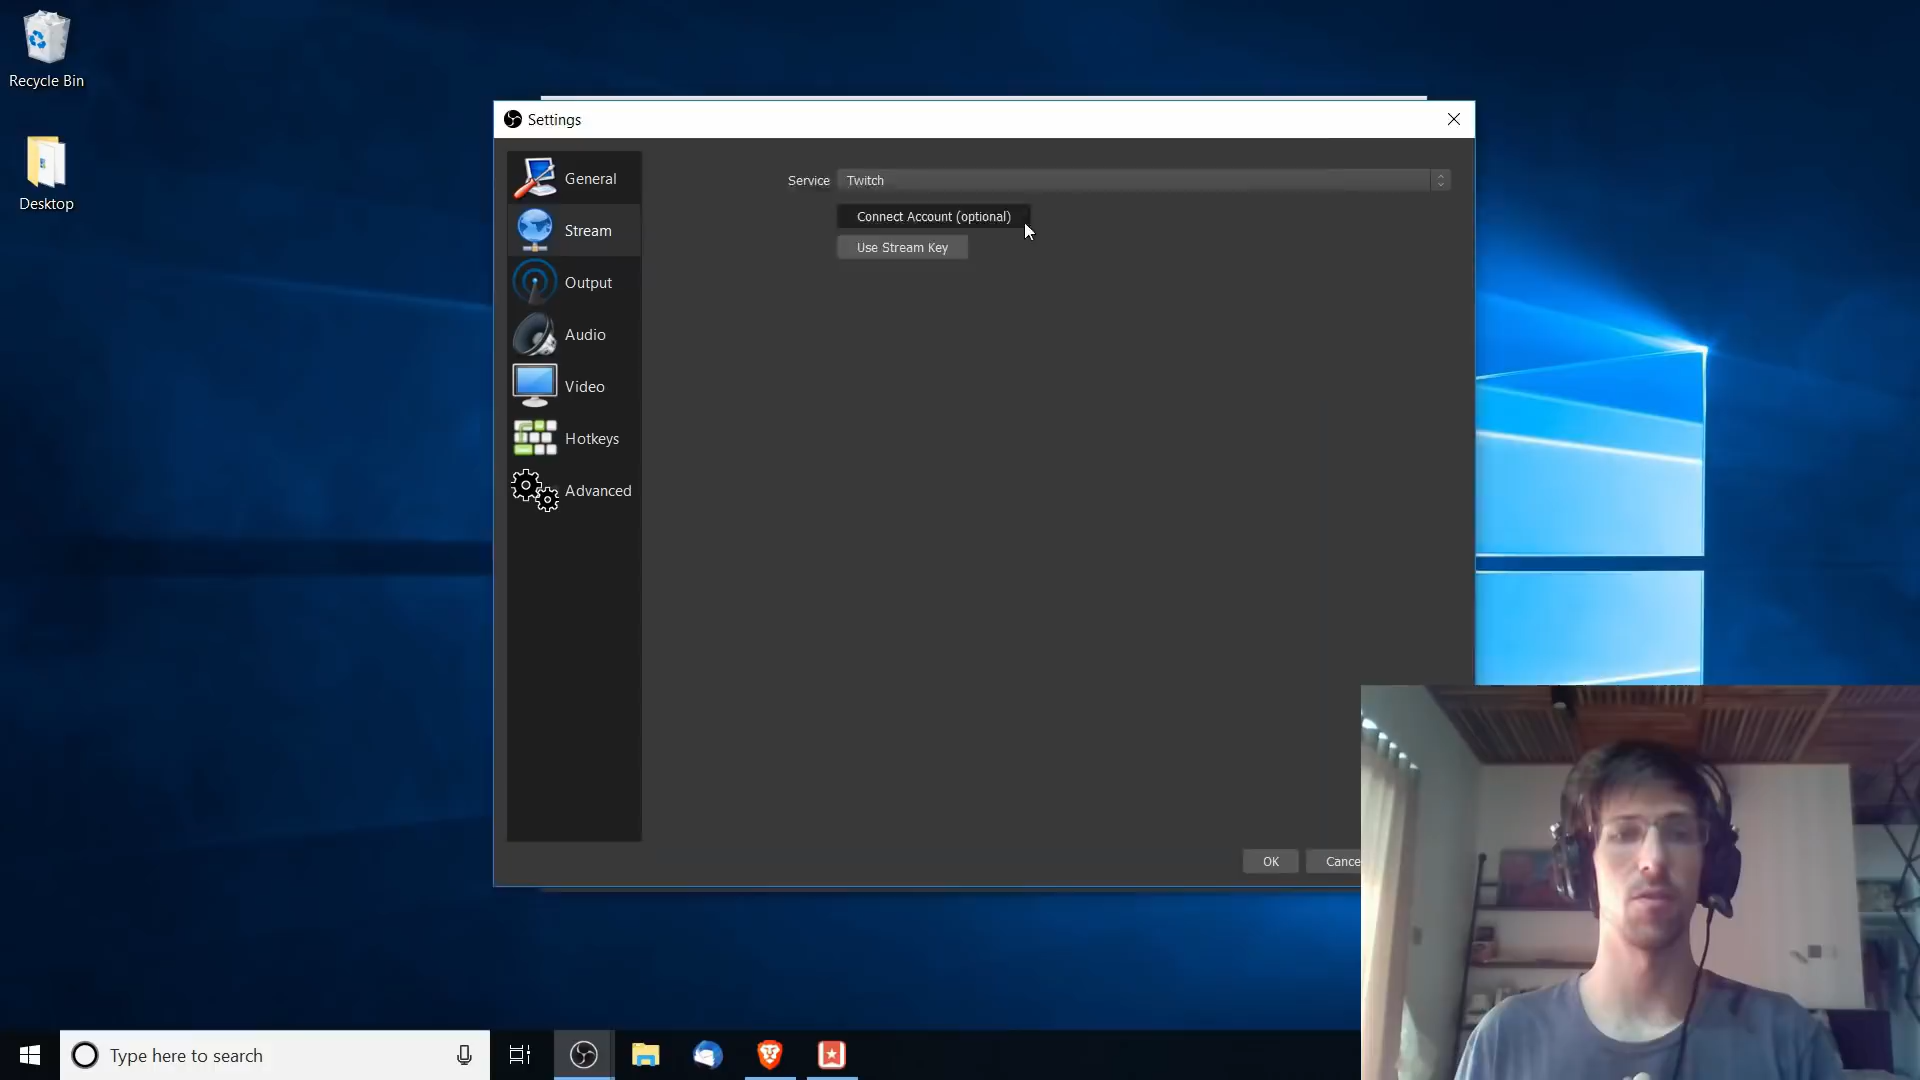 Recycle Bin
Desktop
Settings
General
Stream
Output
Audio
Video
Hotkeys
Advanced
Service
Twitch
Connect Account (optional)
Use Stream Key
OK
Cance
Type here to search